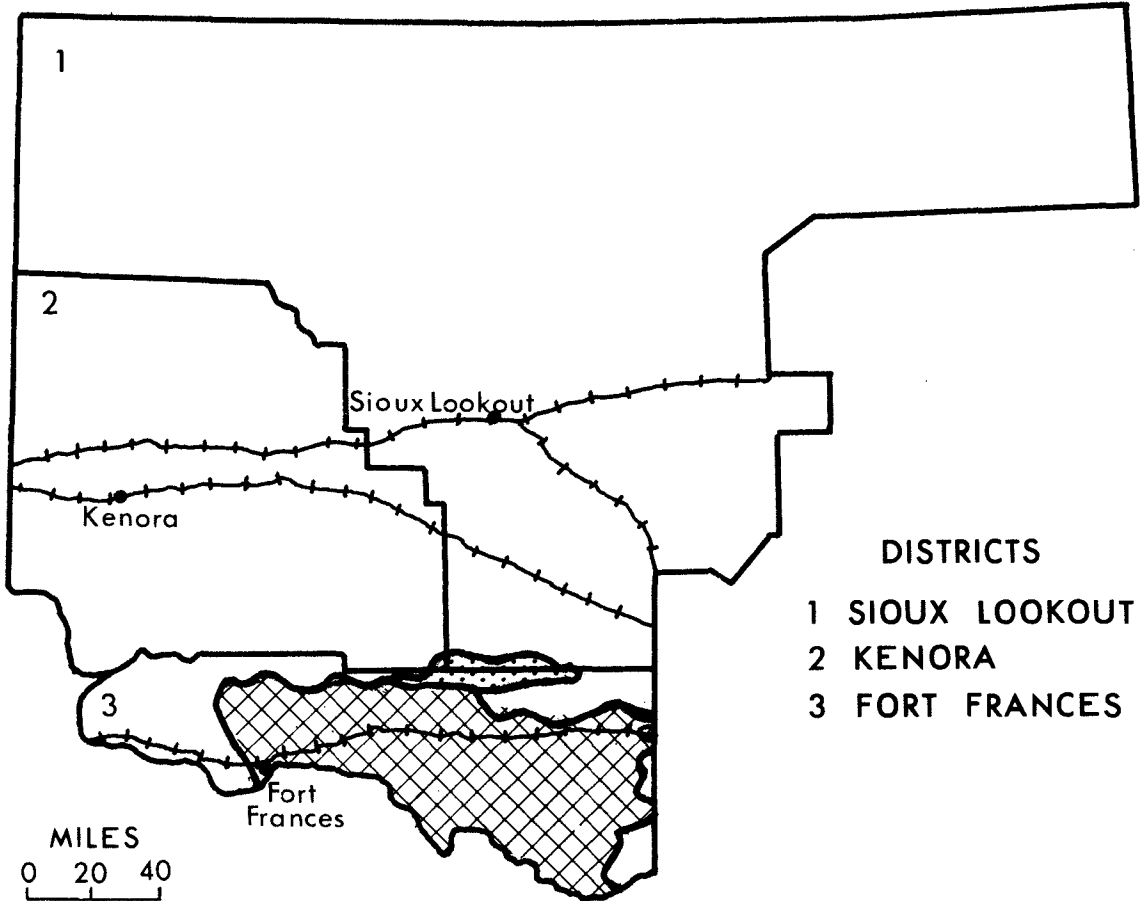 1
2
Sioux Lookout
Kenora
DISTRICTS
1 SIOUX LOOKOUT
2 KENORA
3 FORT FRANCES
3
Fort
Frances
MILES
0 20 40